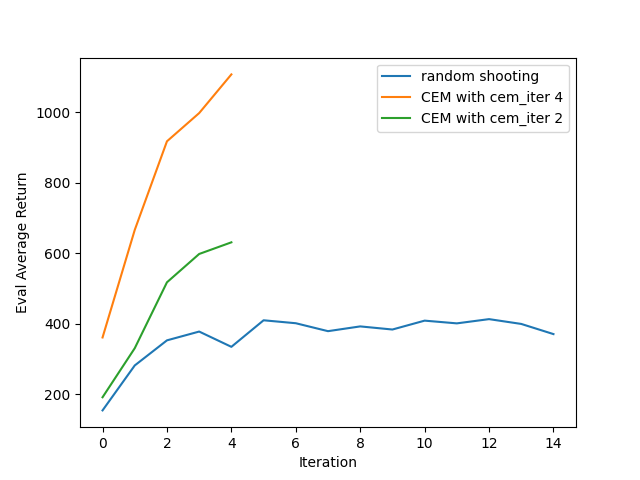 random shooting
CEM with cem_iter 4
CEM with cem_iter 2
1000
800
600
400
200
Eval Average Return
0 2 4 6 8 10 12 14
Iteration